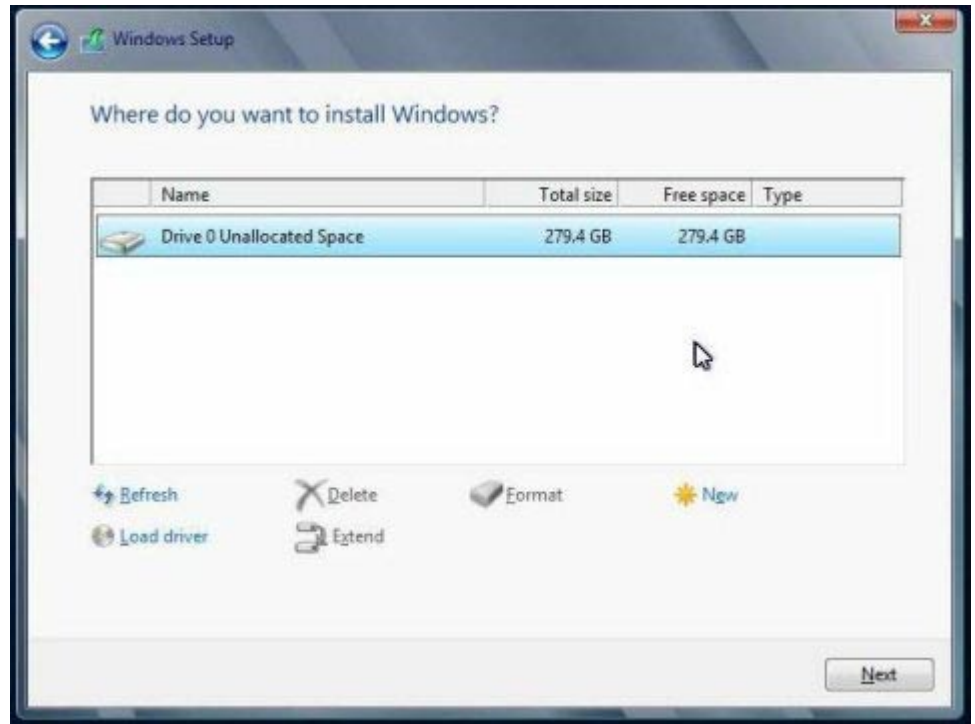 Windows Setup
Where do you want to install Windows?
Name Total size Free space Type
Drive 0 Unallocated Space 279.4 GB 279.4 GB
Refresh Delete Format New
Load driver Extend
Next